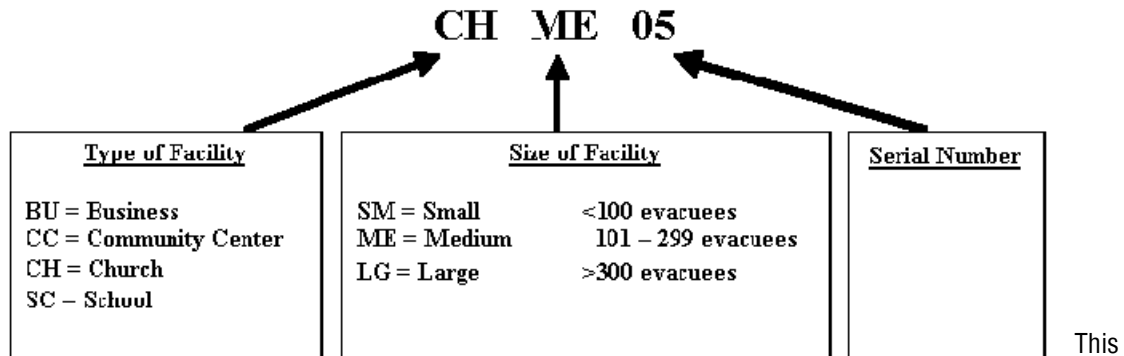 CH ME 05
Type of Facility
BU = Business
CC = Community Center
CH = Church
SC – School
Size of Facility
SM = Small <100 evacuees
ME = Medium 101 – 299 evacuees
LG = Large >300 evacuees
Serial Number
This